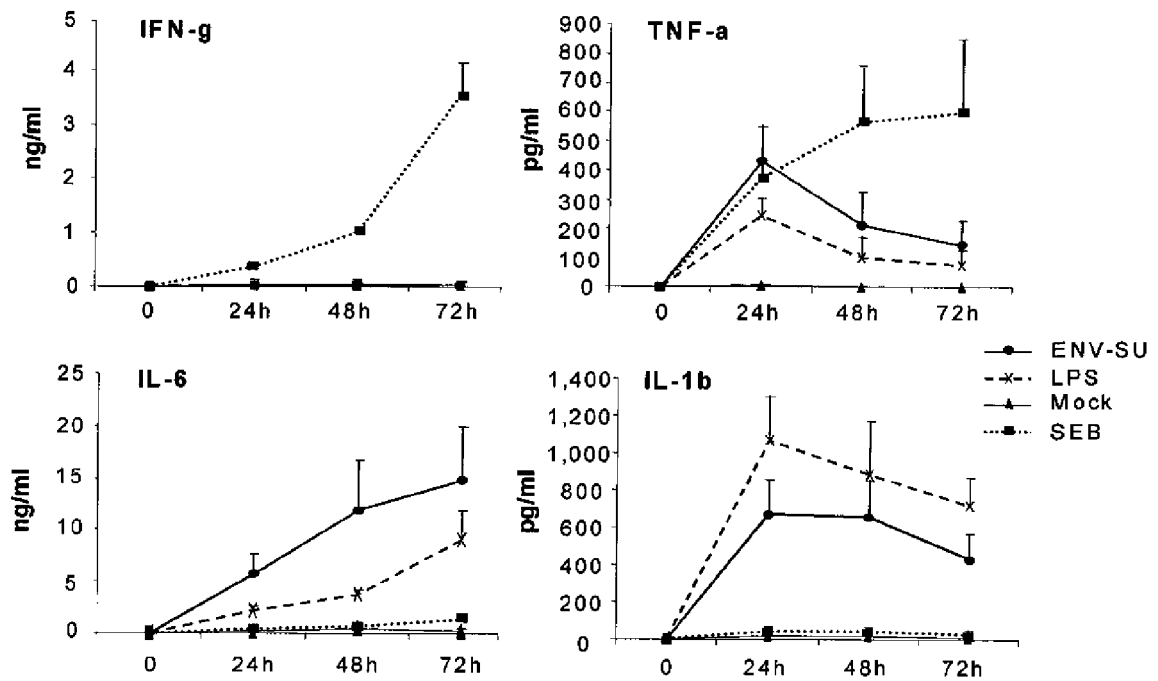 IFN-g
5
4
3
2
1
0
ng/ml
0 24h 48h 72h
TNF-a
900
800
700
600
500
400
300
200
100
0
pg/ml
0 24h 48h 72h
IL-6
25
20
15
10
5
0
ng/ml
0 24h 48h 72h
IL-1b
1,400
1,200
1,000
800
600
400
200
0
pg/ml
0 24h 48h 72h
ENV-SU
LPS
Mock
SEB